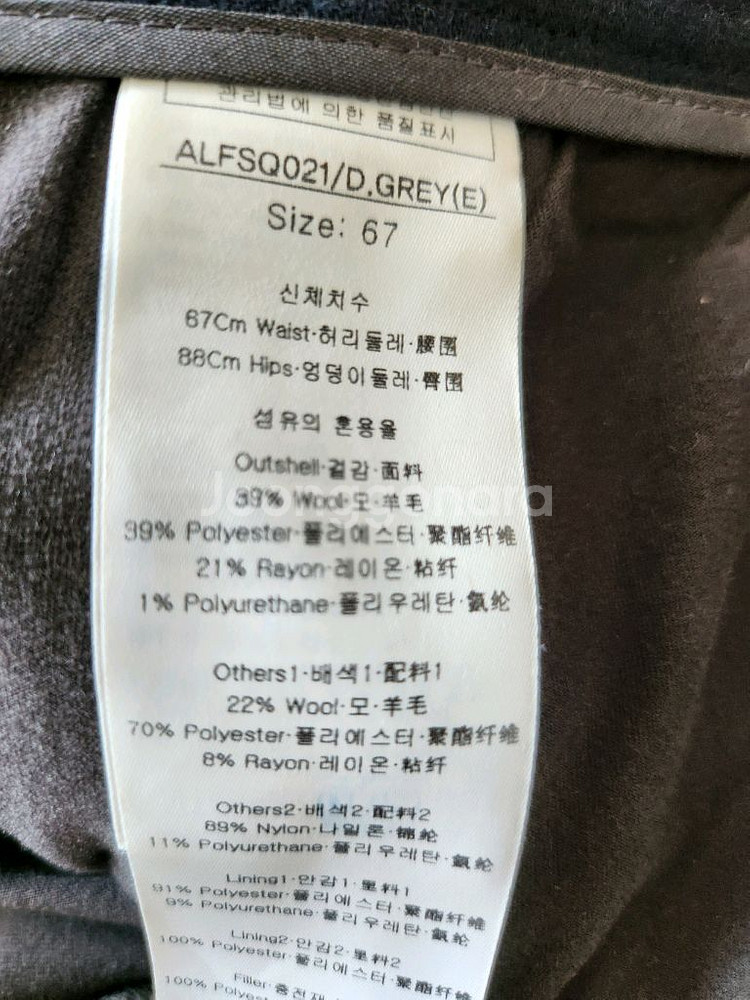 관리법에 의한 품질표시
ALFSQ021/D.GREY(E)
Size: 67
신체치수
67Cm Waist·허리둘레·腰围
88Cm Hips·엉덩이둘레·臀围
섬유의 혼용율
Outshell·겉감·面料
39% Wool·모·羊毛
39% Polyester·폴리에스터·聚酯纤维
21% Rayon·레이온·粘纤
1% Polyurethane·폴리우레탄·氨纶
Others1·배색1·配料1
22% Wool·모·羊毛
70% Polyester·폴리에스터·聚酯纤维
8% Rayon·레이온·粘纤
Others2·배색2·配料2
89% Nylon·나일론·锦纶
11% Polyurethane·폴리우레탄·氨纶
Lining1·안감1·里料1
91% Polyester·폴리에스터·聚酯纤维
9% Polyurethane·폴리우레탄·氨纶
Lining2·안감2·里料2
100% Polyester·폴리에스터·聚酯纤维
Filler·충전재
100%
Joonggonara